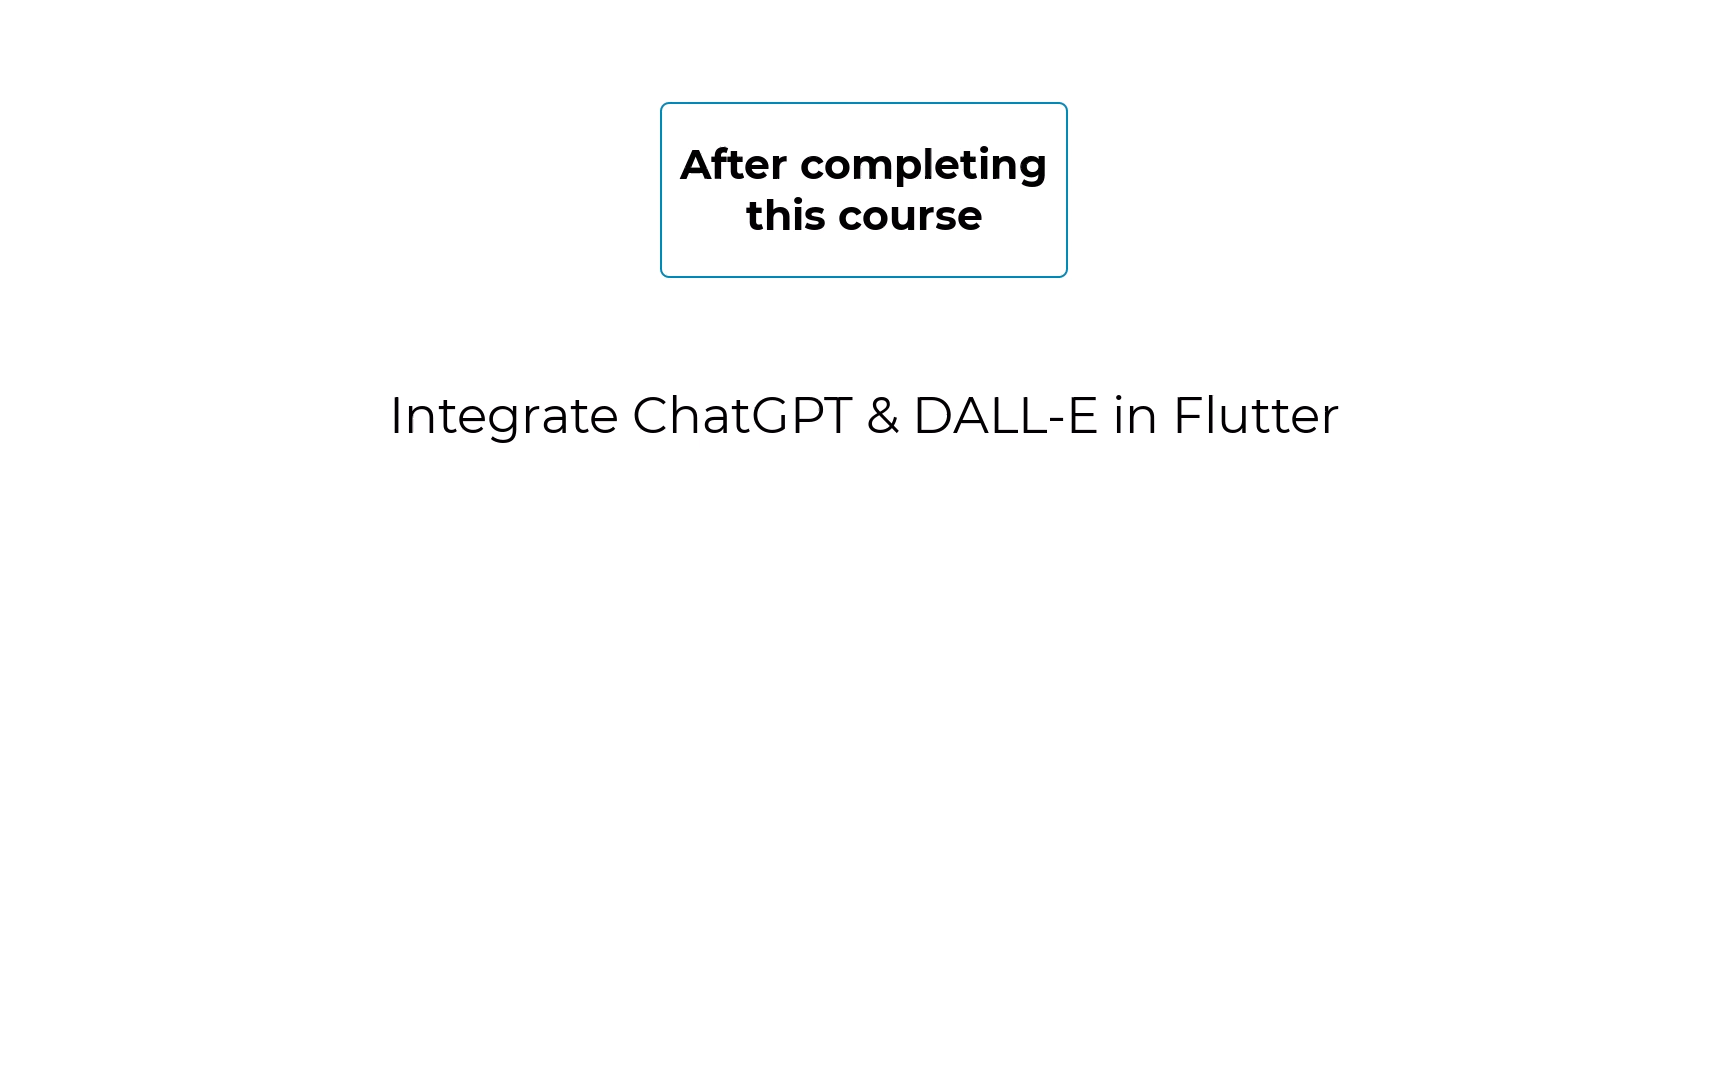 After completing
this course
Integrate ChatGPT & DALL-E in Flutter